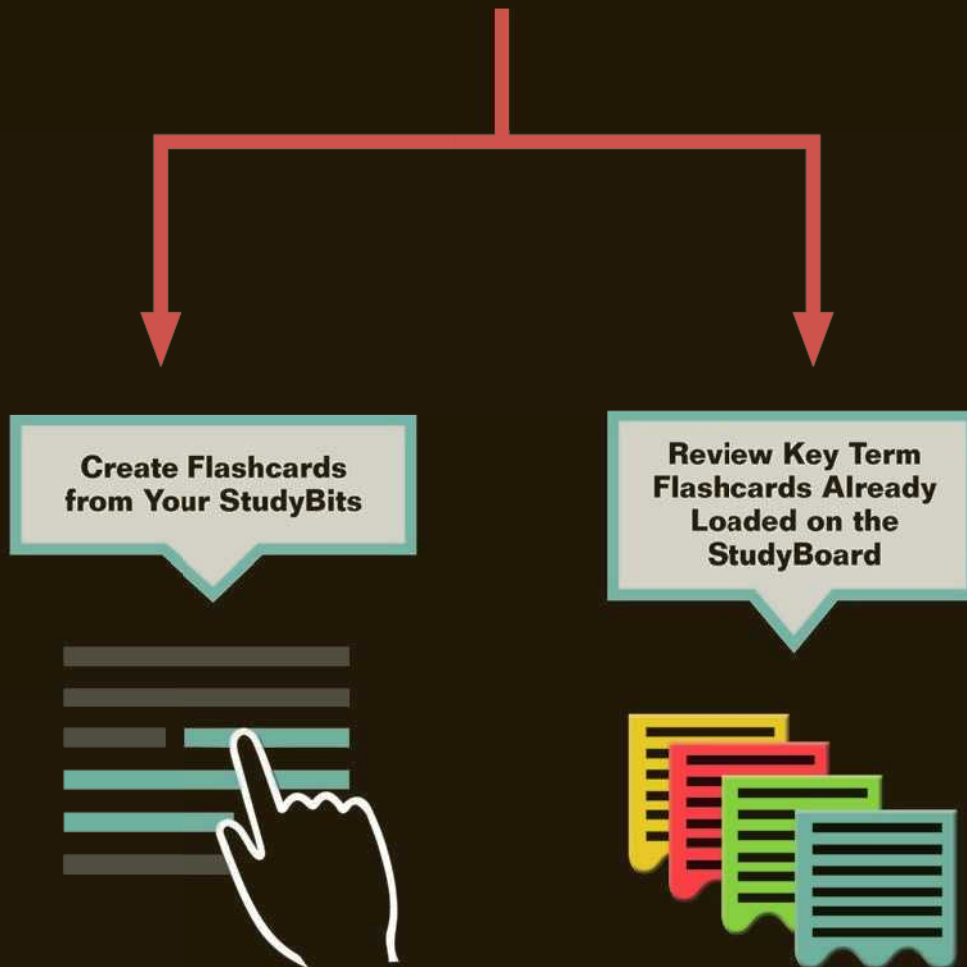 Create Flashcards
from Your StudyBits
Review Key Term
Flashcards Already
Loaded on the
StudyBoard